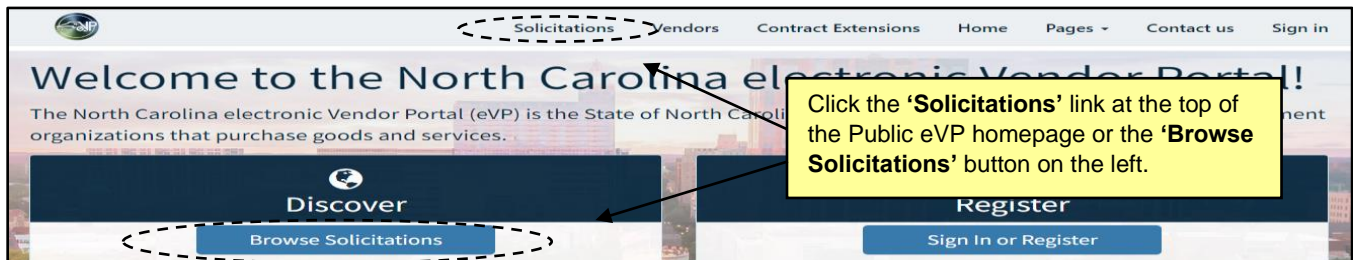 eVP
Solicitations Vendors Contract Extensions Home Pages Contact us Sign in
Welcome to the North Carolina electronic Vendor Portal!
The North Carolina electronic Vendor Portal (eVP) is the State of North
organizations that purchase goods and services.
Click the ‘Solicitations’ link at the top of
the Public eVP homepage or the ‘Browse
Solicitations’ button on the left.
Discover
Browse Solicitations
Register
Sign In or Register